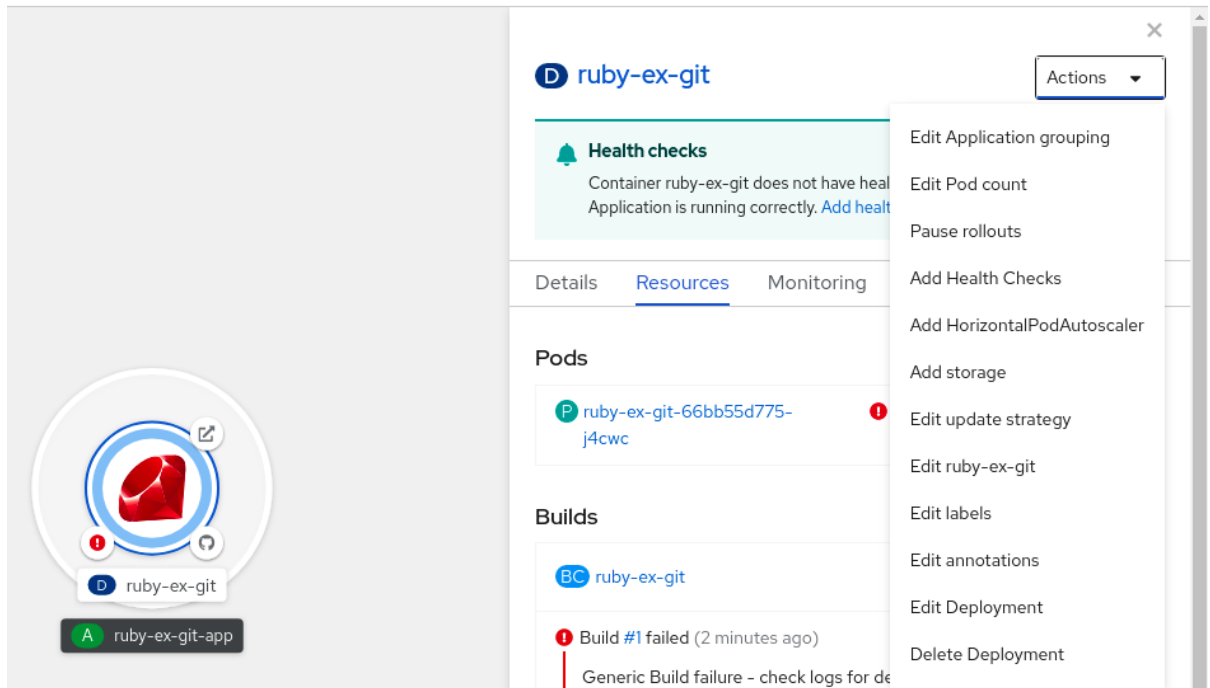 D ruby-ex-git
Actions
Health checks
Container ruby-ex-git does not have heal
Application is running correctly. Add healt
Details Resources Monitoring
Pods
P ruby-ex-git-66bb55d775-
j4cwc
Builds
BC ruby-ex-git
Build #1 failed (2 minutes ago)
Generic Build failure - check logs for de
Edit Application grouping
Edit Pod count
Pause rollouts
Add Health Checks
Add HorizontalPodAutoscaler
Add storage
Edit update strategy
Edit ruby-ex-git
Edit labels
Edit annotations
Edit Deployment
Delete Deployment
D ruby-ex-git
A ruby-ex-git-app